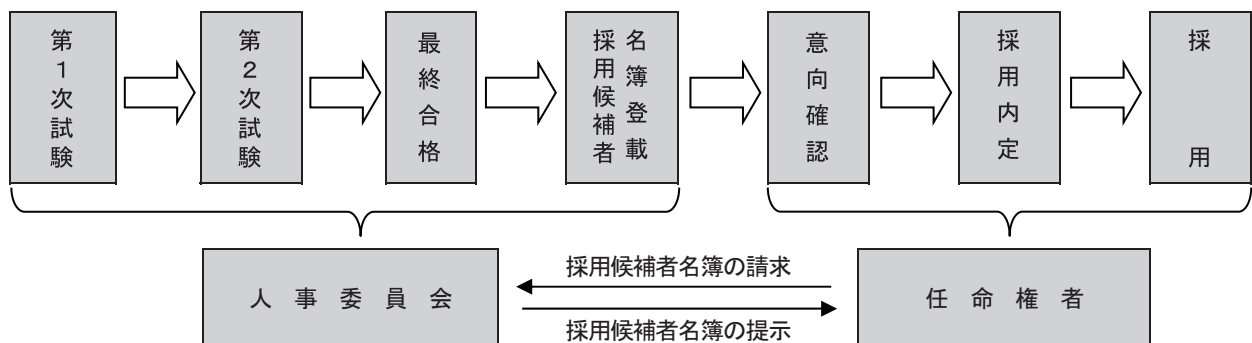 第１次試験
第２次試験
最終合格
採用候補者
名簿登載
意向確認
採用内定
採用
人事委員会
採用候補者名簿の請求
採用候補者名簿の提示
任命権者